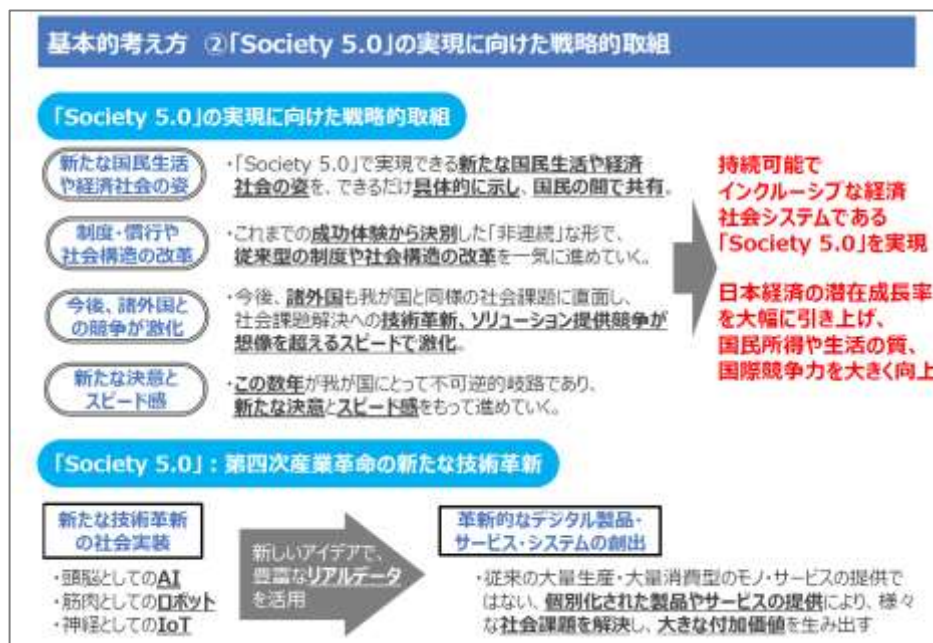 基本的考え方 ②「Society 5.0」の実現に向けた戦略的取組
「Society 5.0」の実現に向けた戦略的取組
新たな国民生活
や経済社会の姿
・「Society 5.0」で実現できる新たな国民生活や経済
社会の姿を、できるだけ具体的に示し、国民の間で共有。
制度・慣行や
社会構造の改革
・これまでの成功体験から決別した「非連続」な形で、
従来型の制度や社会構造の改革を一気に進めていく。
今後、諸外国と
の競争が激化
・今後、諸外国も我が国と同様の社会課題に直面し、
社会課題解決への技術革新、ソリューション提供競争が
想像を超えるスピードで激化。
新たな決意と
スピード感
・この数年が我が国にとって不可逆的岐路であり、
新たな決意とスピード感をもって進めていく。
持続可能で
インクルーシブな経済
社会システムである
「Society 5.0」を実現
日本経済の潜在成長率
を大幅に引き上げ、
国民所得や生活の質、
国際競争力を大きく向上
「Society 5.0」：第四次産業革命の新たな技術革新
新たな技術革新
の社会実装
・頭脳としてのAI
・筋肉としてのロボット
・神経としてのIoT
新しいアイデアで、
豊富なリアルデータ
を活用
革新的なデジタル製品・
サービス・システムの創出
・従来の大量生産・大量消費型のモノ・サービスの提供で
はない、個別化された製品やサービスの提供により、様々
な社会課題を解決し、大きな付加価値を生み出す